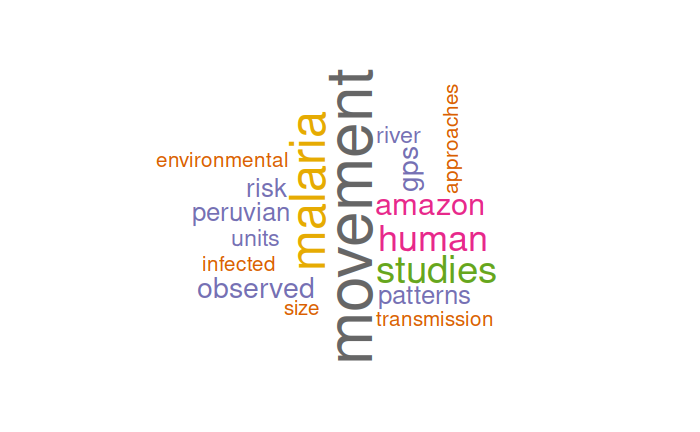 movement
malaria
studies
human
amazon
observed
gps
patterns
peruvian
risk
river
units
environmental
infected
size
transmission
approaches